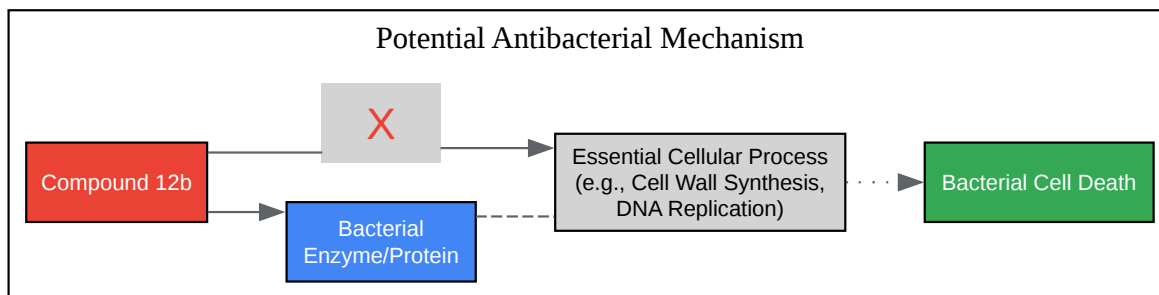 Potential Antibacterial Mechanism
X
Compound 12b
Bacterial
Enzyme/Protein
Essential Cellular Process
(e.g., Cell Wall Synthesis,
DNA Replication)
Bacterial Cell Death